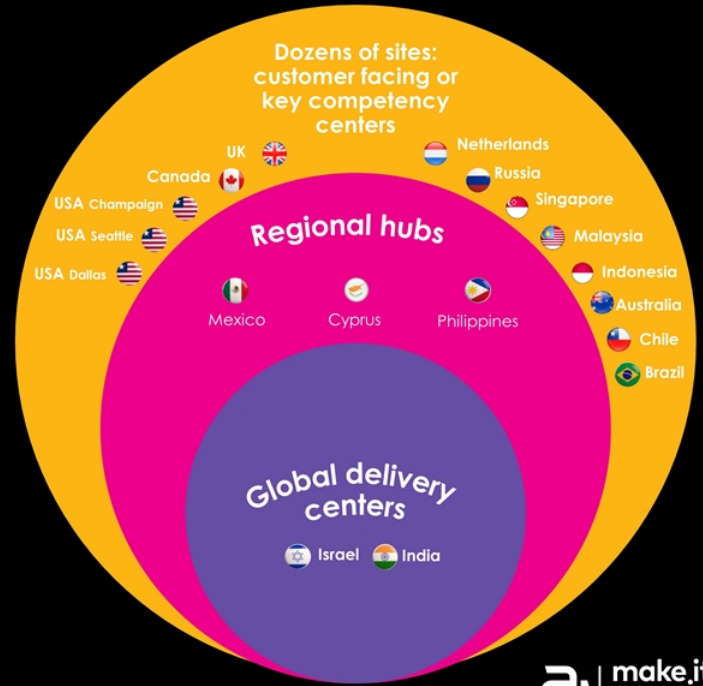 Dozens of sites:
customer facing or
key competency
centers
UK
Canada
USA Champaign
USA Seattle
USA Dallas
Netherlands
Russia
Singapore
Malaysia
Indonesia
Australia
Chile
Brazil
Regional hubs
Mexico
Cyprus
Philippines
Global delivery
centers
Israel
India
make.it